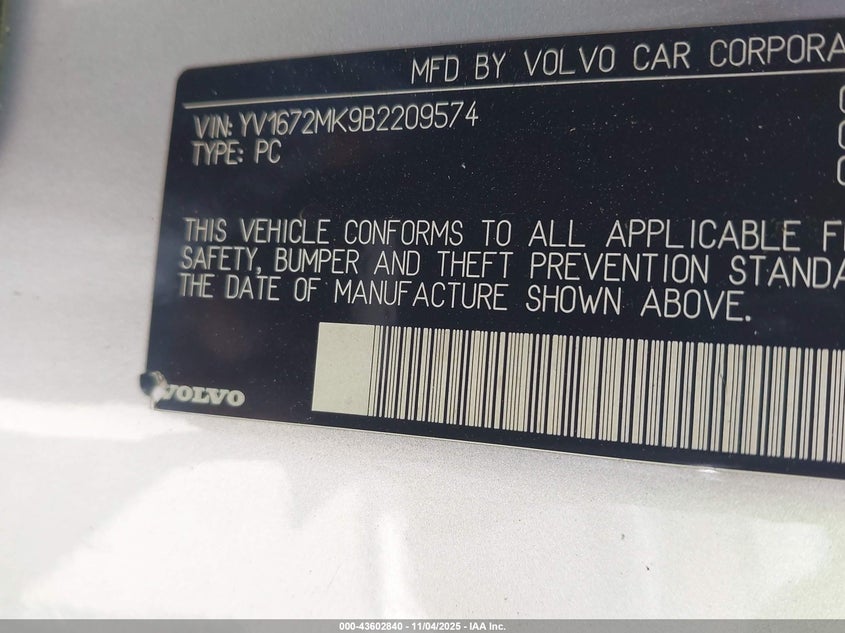 MFD BY VOLVO CAR CORPORA
VIN: YV1672MK9B2209574
TYPE: PC
THIS VEHICLE CONFORMS TO ALL APPLICABLE F
SAFETY, BUMPER AND THEFT PREVENTION STANDA
THE DATE OF MANUFACTURE SHOWN ABOVE.
VOLVO
000-43602840 - 11/04/2025 - IAA Inc.